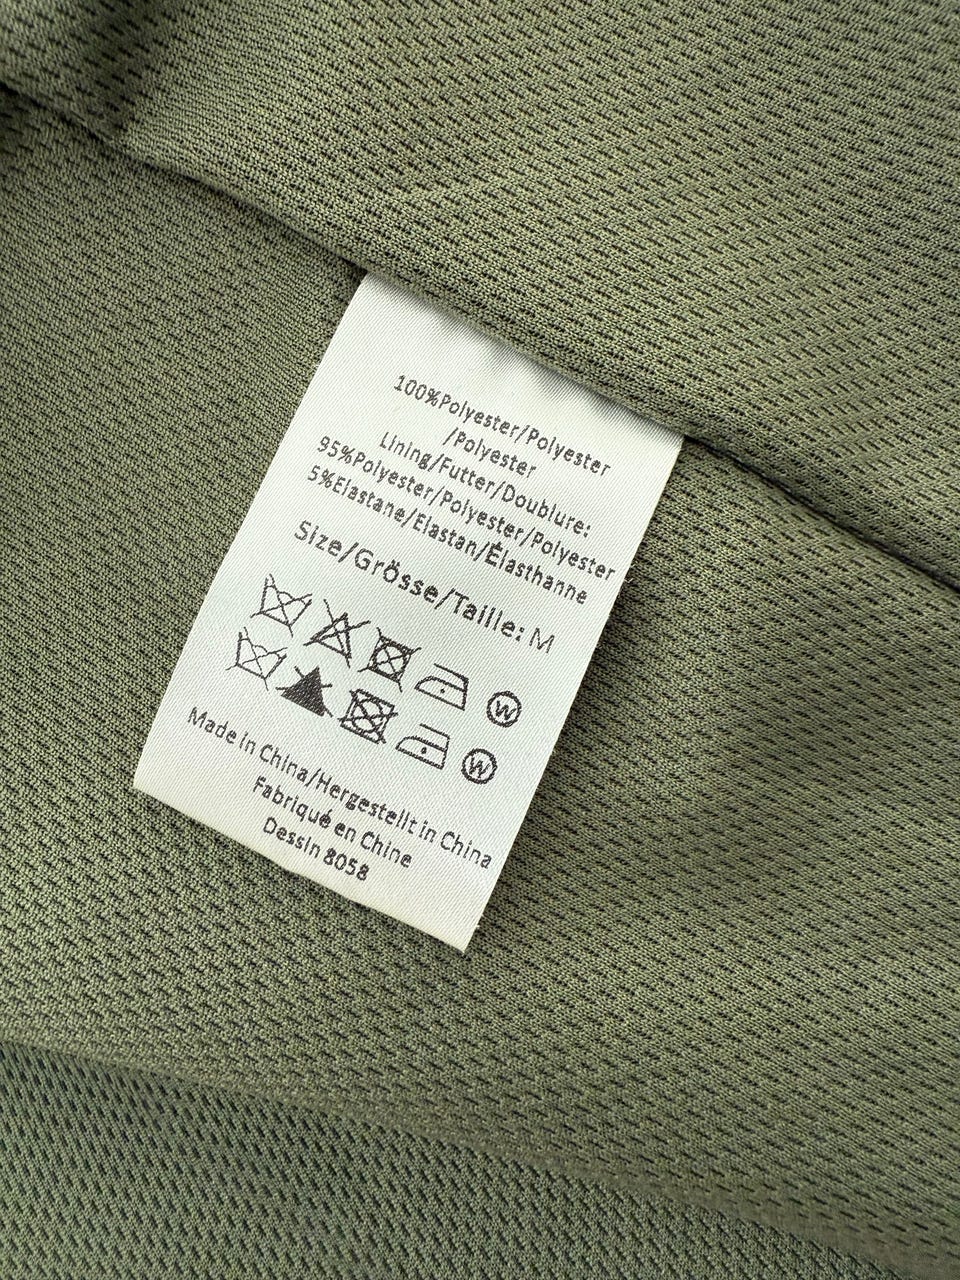 100%Polyester/Polyester
/Polyester
Lining/Futter/Doublure:
95%Polyester/Polyester/Polyester
5%Elastane/Elastan/Élasthanne
Size/Grösse/Taille: M
W
W
Made in China/Hergestellt in China
Fabriqué en Chine
Dessin 8058